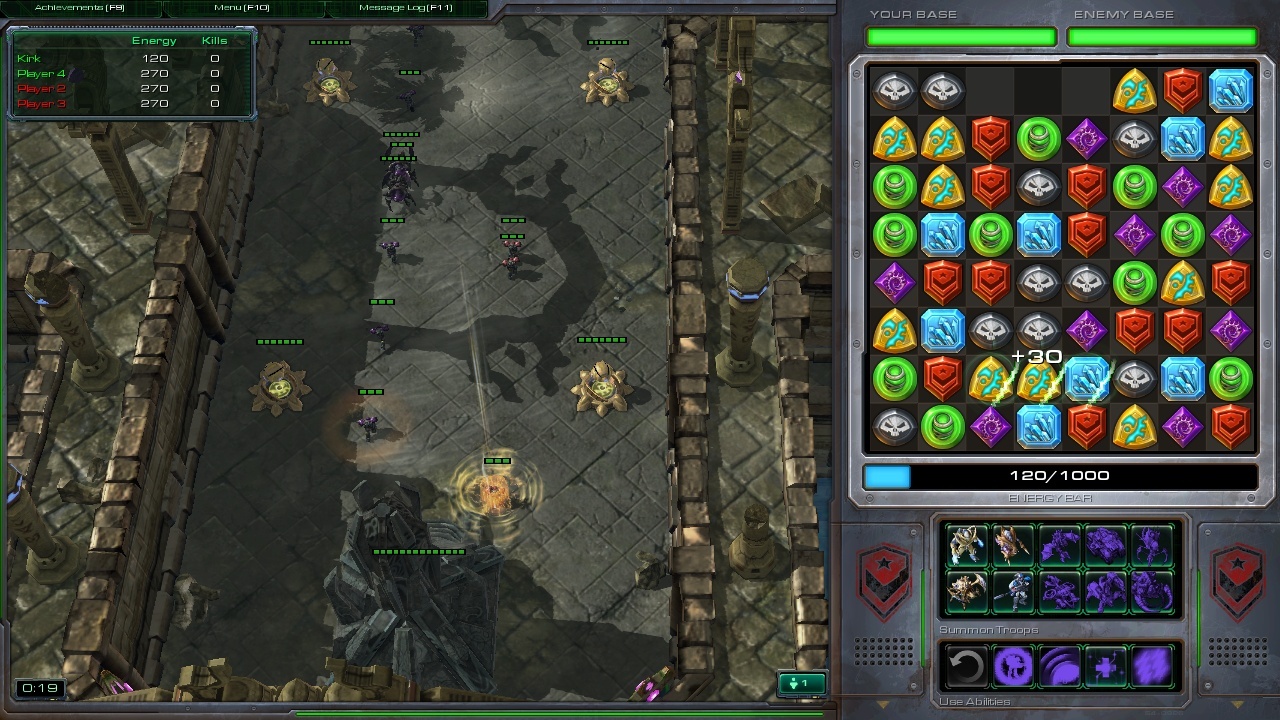 Achievements (F9)
Menu (F10)
Message Log (F11)
YOUR BASE
ENEMY BASE
Energy Kills
Kirk 120 0
Player 4 270 0
Player 2 270 0
Player 3 270 0
+30
120/1000
ENERGY BAR
Summon Troops
0:19
1
Use Abilities